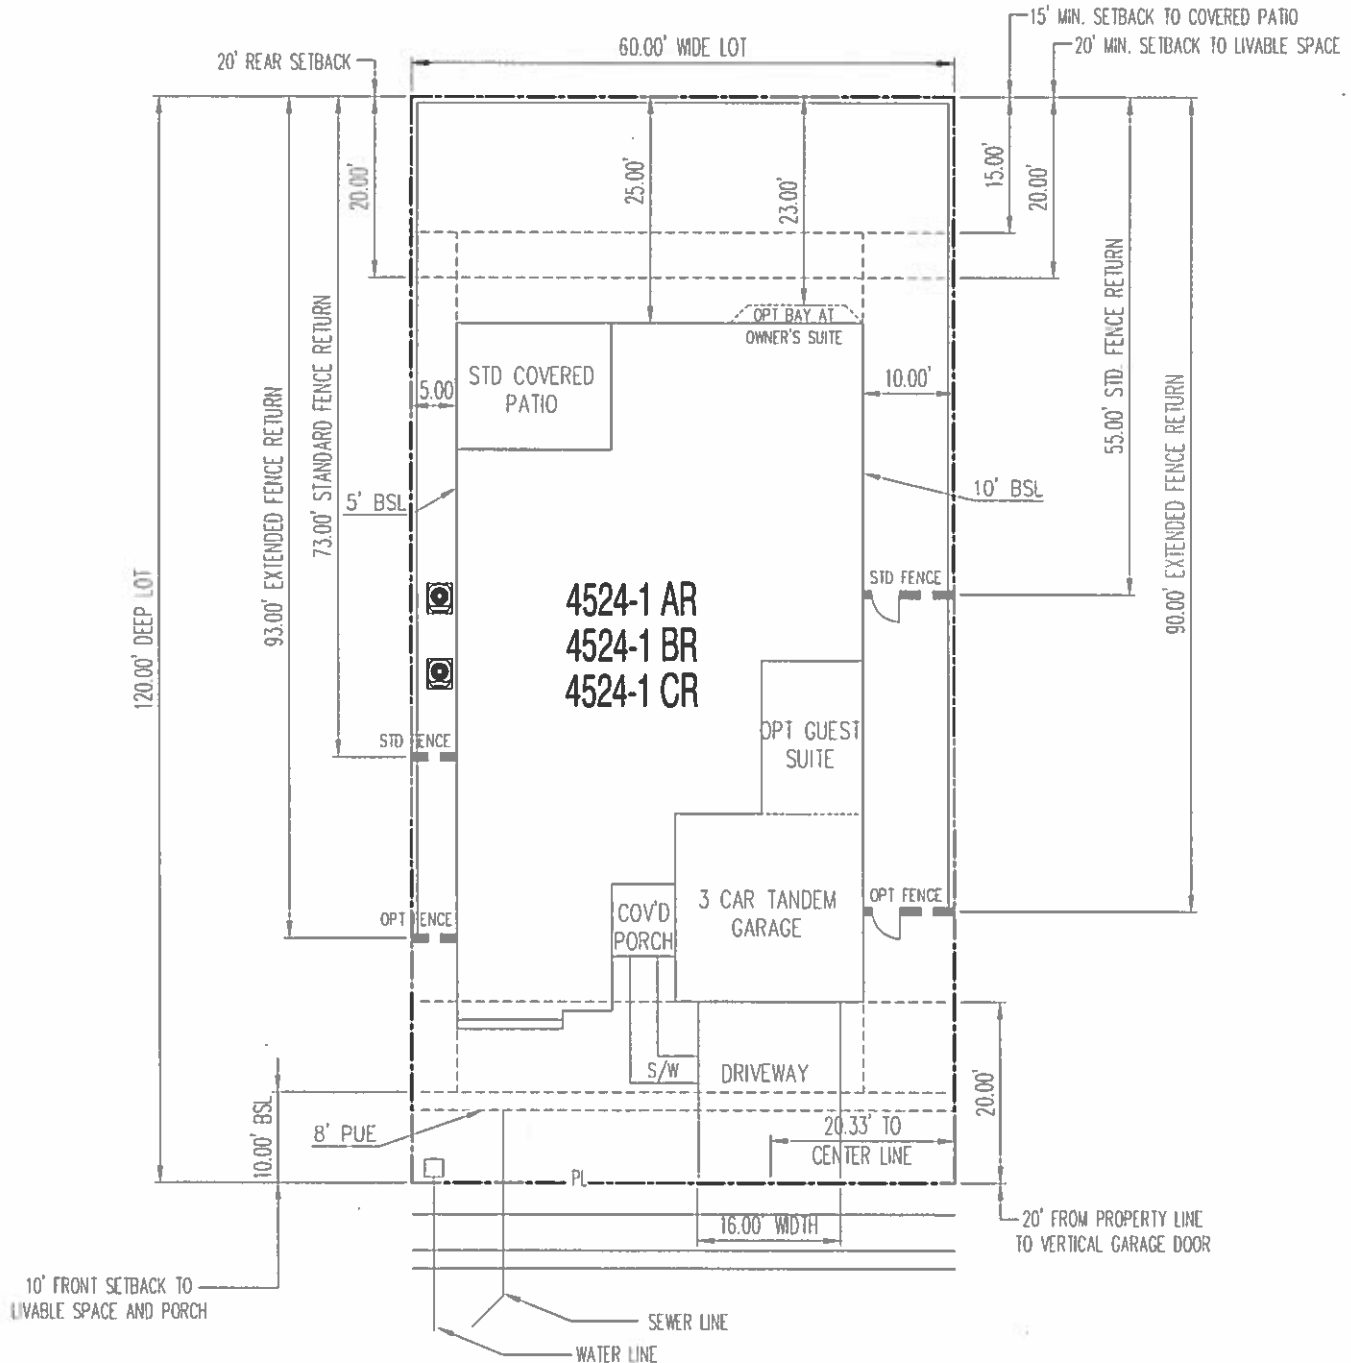 15' MIN. SETBACK TO COVERED PATIO
60.00' WIDE LOT
20' MIN. SETBACK TO LIVABLE SPACE
20' REAR SETBACK
20.00'
25.00'
23.00'
15.00'
20.00'
OPT BAY AT
OWNER'S SUITE
STD COVERED
PATIO
5.00'
10.00'
55.00' STD. FENCE RETURN
90.00' EXTENDED FENCE RETURN
73.00' STANDARD FENCE RETURN
93.00' EXTENDED FENCE RETURN
120.00' DEEP LOT
5' BSL
10' BSL
STD FENCE
4524-1 AR
4524-1 BR
4524-1 CR
OPT GUEST
SUITE
STD FENCE
OPT FENCE
3 CAR TANDEM
GARAGE
COV'D
PORCH
OPT FENCE
S/W
DRIVEWAY
20.00'
10.00' BSL
8' PUE
20.33' TO
CENTER LINE
PL
16.00' WIDTH
20' FROM PROPERTY LINE
TO VERTICAL GARAGE DOOR
10' FRONT SETBACK TO
LIVABLE SPACE AND PORCH
SEWER LINE
WATER LINE